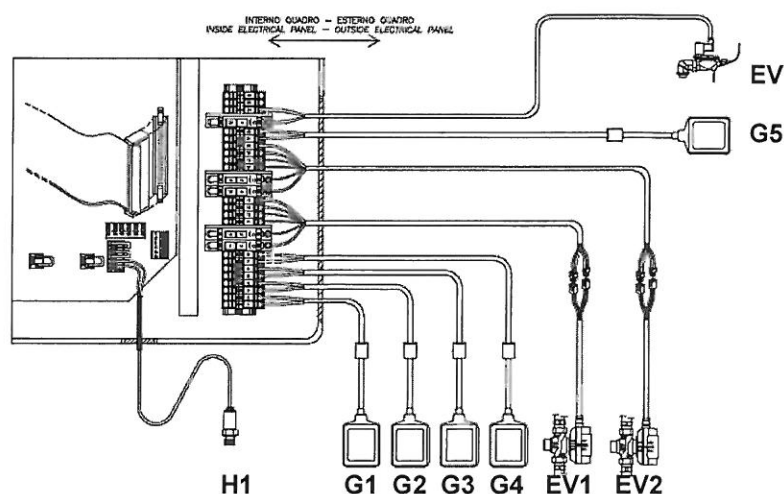 INTERNO QUADRO – ESTERNO QUADRO
INSIDE ELECTRICAL PANEL – OUTSIDE ELECTRICAL PANEL
EV
G5
H1
G1
G2
G3
G4
EV1
EV2